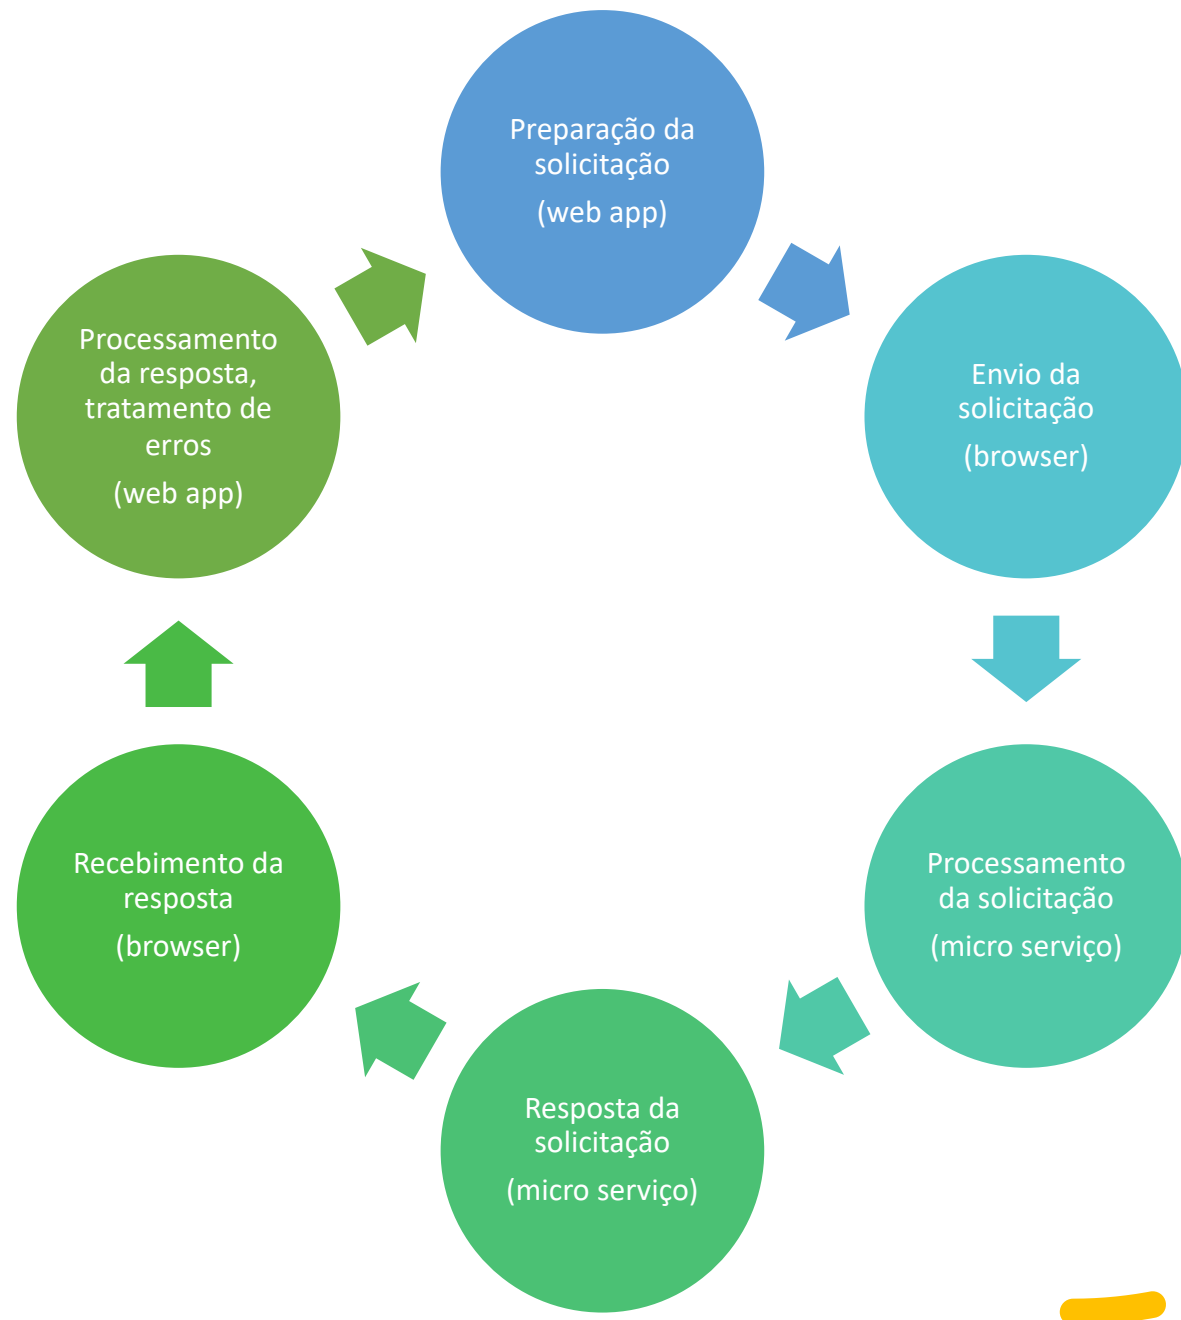 Preparação da
solicitação
(web app)
Envio da
solicitação
(browser)
Processamento
da solicitação
(micro serviço)
Resposta da
solicitação
(micro serviço)
Recebimento da
resposta
(browser)
Processamento
da resposta,
tratamento de
erros
(web app)